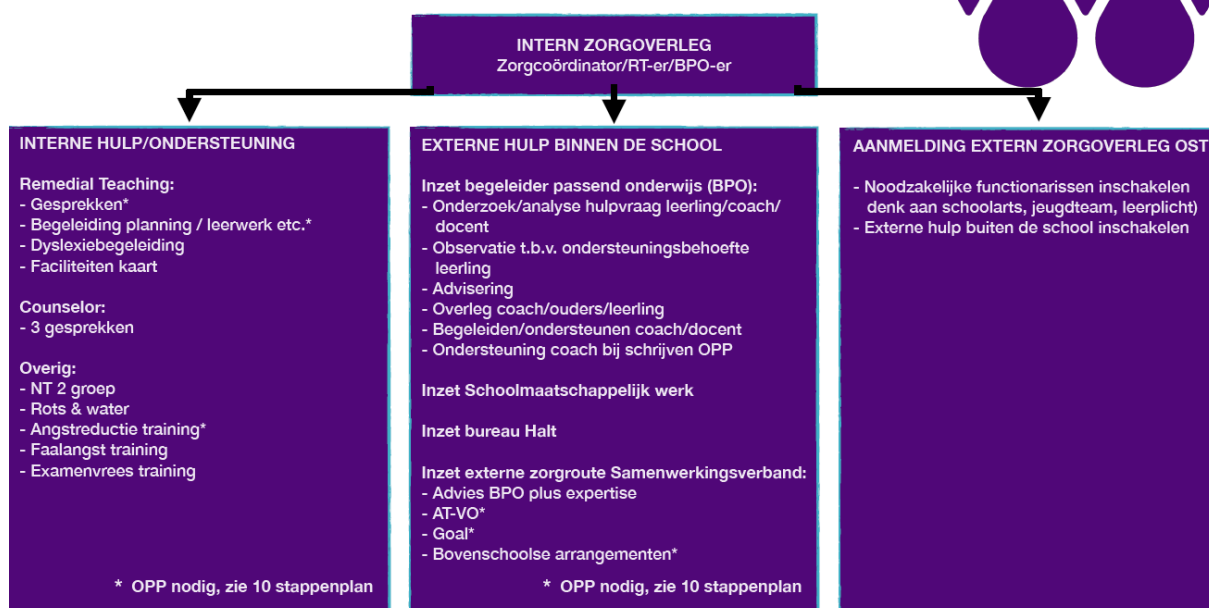 INTERN ZORGOVERLEG
Zorgcoördinator/RT-er/BPO-er
INTERNE HULP/ONDERSTEUNING
Remedial Teaching:
- Gesprekken*
- Begeleiding planning / leerwerk etc.*
- Dyslexiebegeleiding
- Faciliteiten kaart
Counselor:
- 3 gesprekken
Overig:
- NT 2 groep
- Rots & water
- Angstreductie training*
- Faalangst training
- Examenvrees training
* OPP nodig, zie 10 stappenplan
EXTERNE HULP BINNEN DE SCHOOL
Inzet begeleider passend onderwijs (BPO):
- Onderzoek/analyse hulpvraag leerling/coach/
docent
- Observatie t.b.v. ondersteuningsbehoefte
leerling
- Advisering
- Overleg coach/ouders/leerling
- Begeleiden/ondersteunen coach/docent
- Ondersteuning coach bij schrijven OPP
Inzet Schoolmaatschappelijk werk
Inzet bureau Halt
Inzet externe zorgroute Samenwerkingsverband:
- Advies BPO plus expertise
- AT-VO*
- Goal*
- Bovenschoolse arrangementen*
* OPP nodig, zie 10 stappenplan
AANMELDING EXTERN ZORGOVERLEG OST
- Noodzakelijke functionarissen inschakelen
denk aan schoolarts, jeugdteam, leerplicht)
- Externe hulp buiten de school inschakelen